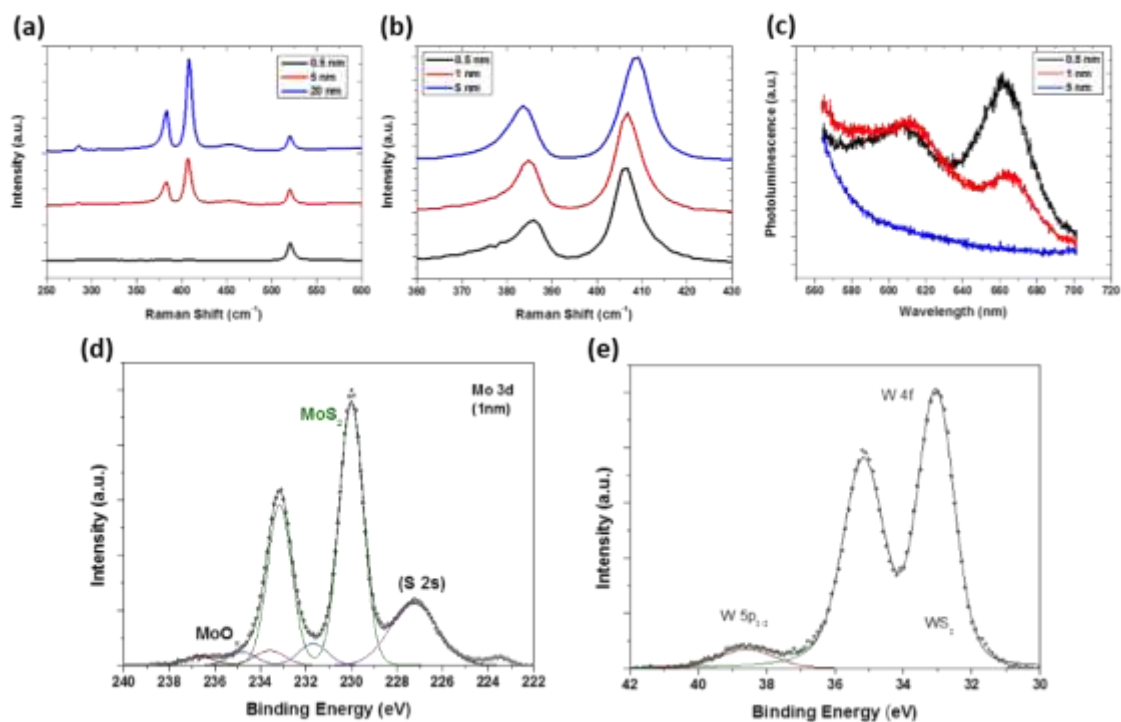 (a)
0.5 nm
5 nm
20 nm
Intensity (a.u.)
250 300 350 400 450 500 550 600
Raman Shift (cm⁻¹)
(b)
0.5 nm
1 nm
5 nm
Intensity (a.u.)
360 370 380 390 400 410 420 430
Raman Shift (cm⁻¹)
(c)
0.5 nm
1 nm
5 nm
Photoluminescence (a.u.)
560 580 600 620 640 660 680 700 720
Wavelength (nm)
(d)
Mo 3d
(1nm)
MoS₂
(S 2s)
MoO
Intensity (a.u.)
240 238 236 234 232 230 228 226 224 222
Binding Energy (eV)
(e)
W 4f
W 5p
WS₂
Intensity (a.u.)
42 40 38 36 34 32 30
Binding Energy (eV)